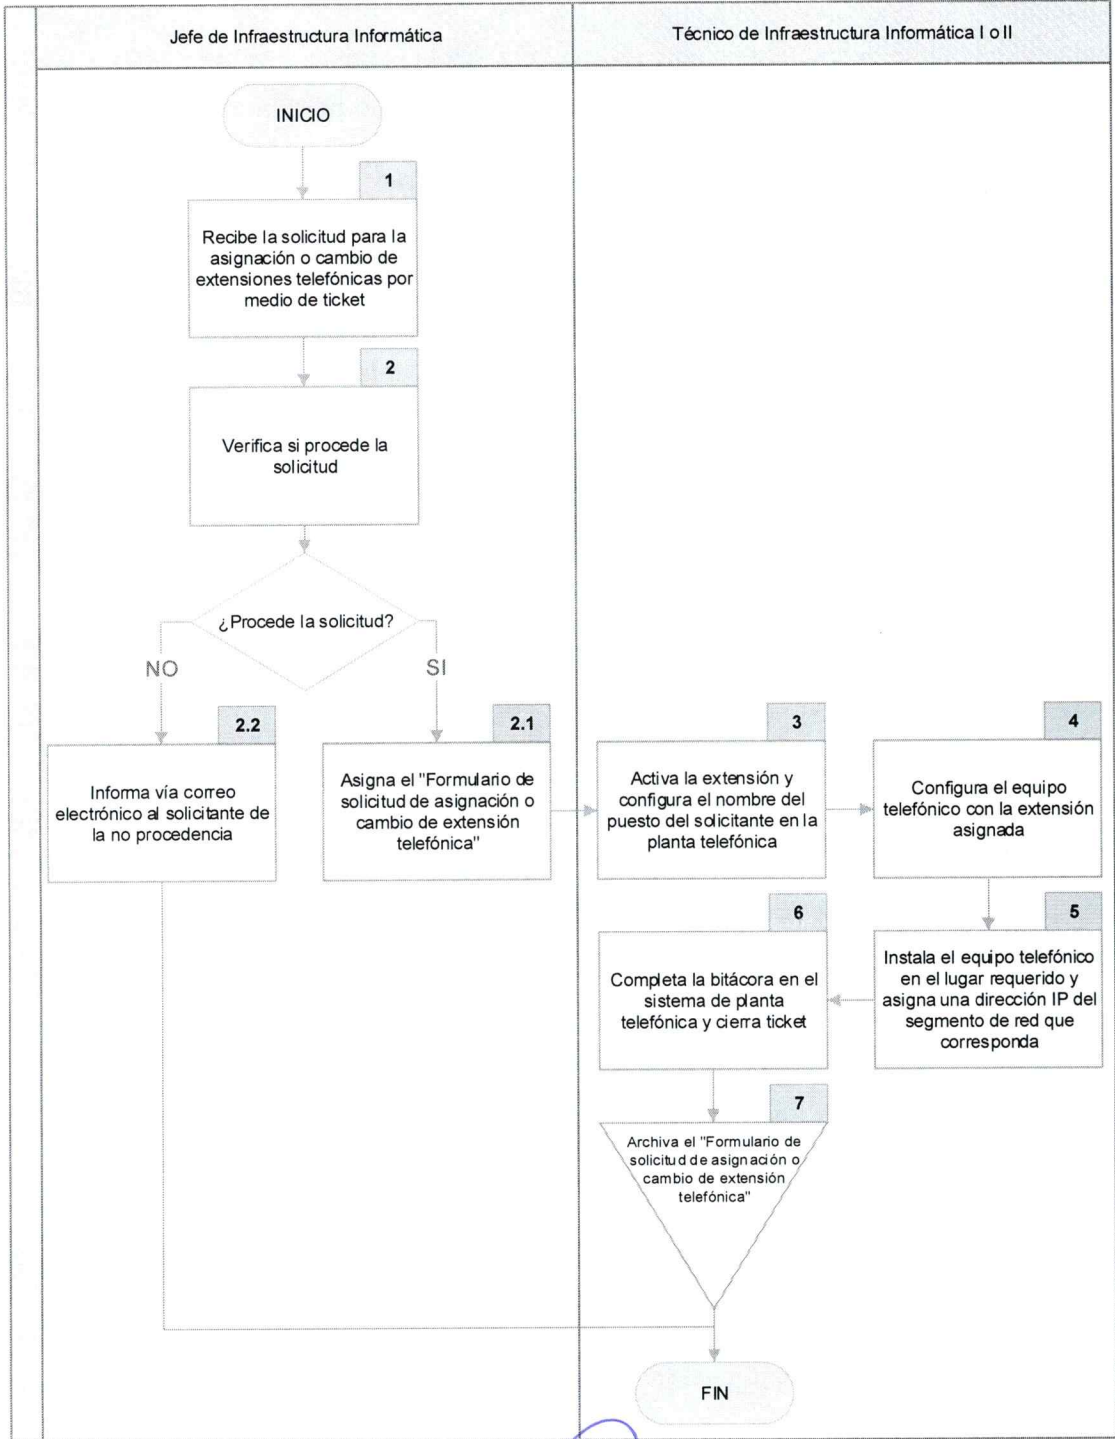 Jefe de Infraestructura Informática
Técnico de Infraestructura Informática I o II
INICIO
1
Recibe la solicitud para la
asignación o cambio de
extensiones telefónicas por
medio de ticket
2
Verifica si procede la
solicitud
¿Procede la solicitud?
NO
SI
2.2
Informa vía correo
electrónico al solicitante de
la no procedencia
2.1
Asigna el "Formulario de
solicitud de asignación o
cambio de extensión
telefónica"
3
Activa la extensión y
configura el nombre del
puesto del solicitante en la
planta telefónica
4
Configura el equipo
telefónico con la extensión
asignada
5
Instala el equipo telefónico
en el lugar requerido y
asigna una dirección IP del
segmento de red que
corresponda
6
Completa la bitácora en el
sistema de planta
telefónica y cierra ticket
7
Archiva el "Formulario de
solicitud de asignación o
cambio de extensión
telefónica"
FIN